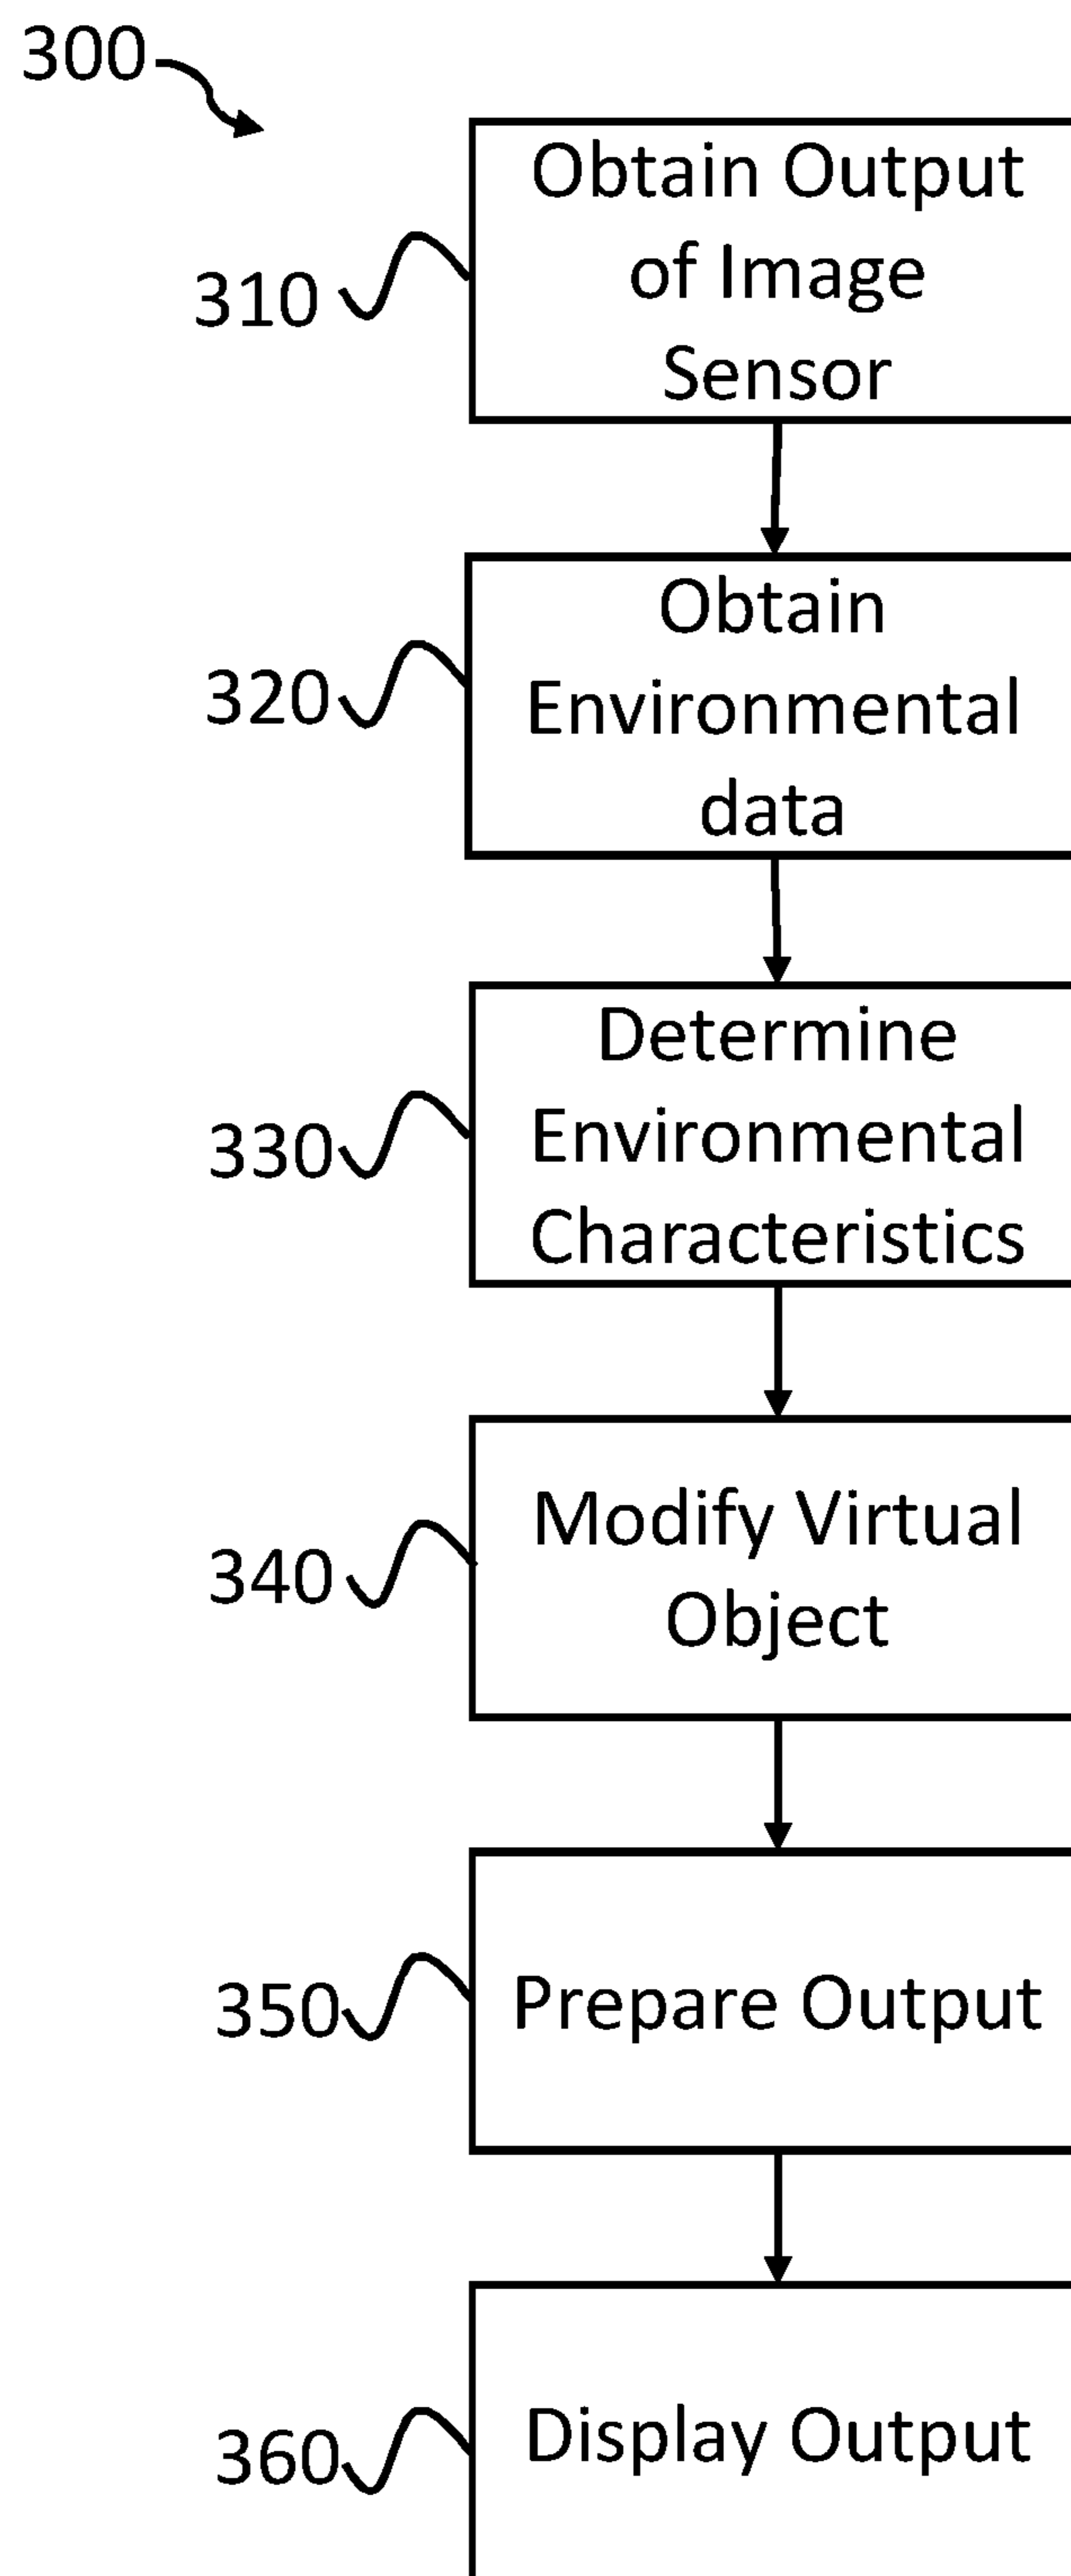 300
310
Obtain Output
of Image
Sensor
320
Obtain
Environmental
data
330
Determine
Environmental
Characteristics
340
Modify Virtual
Object
350
Prepare Output
360
Display Output